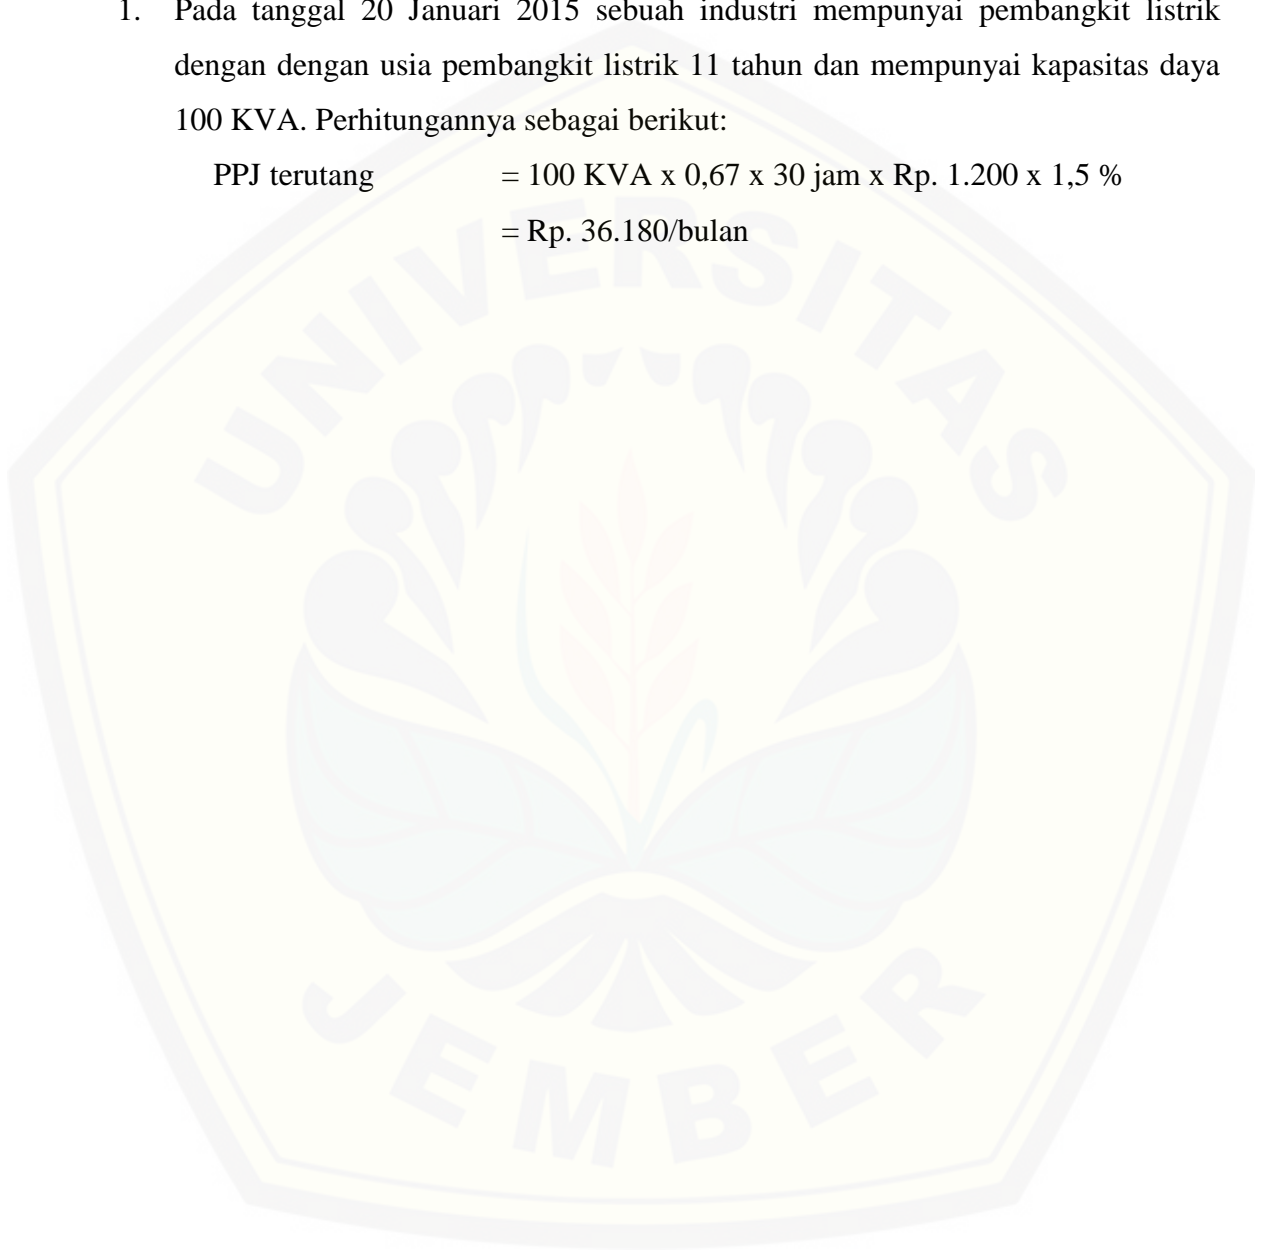 1. Pada tanggal 20 Januari 2015 sebuah industri mempunyai pembangkit listrik
dengan dengan usia pembangkit listrik 11 tahun dan mempunyai kapasitas daya
100 KVA. Perhitungannya sebagai berikut:
PPJ terutang = 100 KVA x 0,67 x 30 jam x Rp. 1.200 x 1,5 %
= Rp. 36.180/bulan
UNIVERSITAS
JEMBER